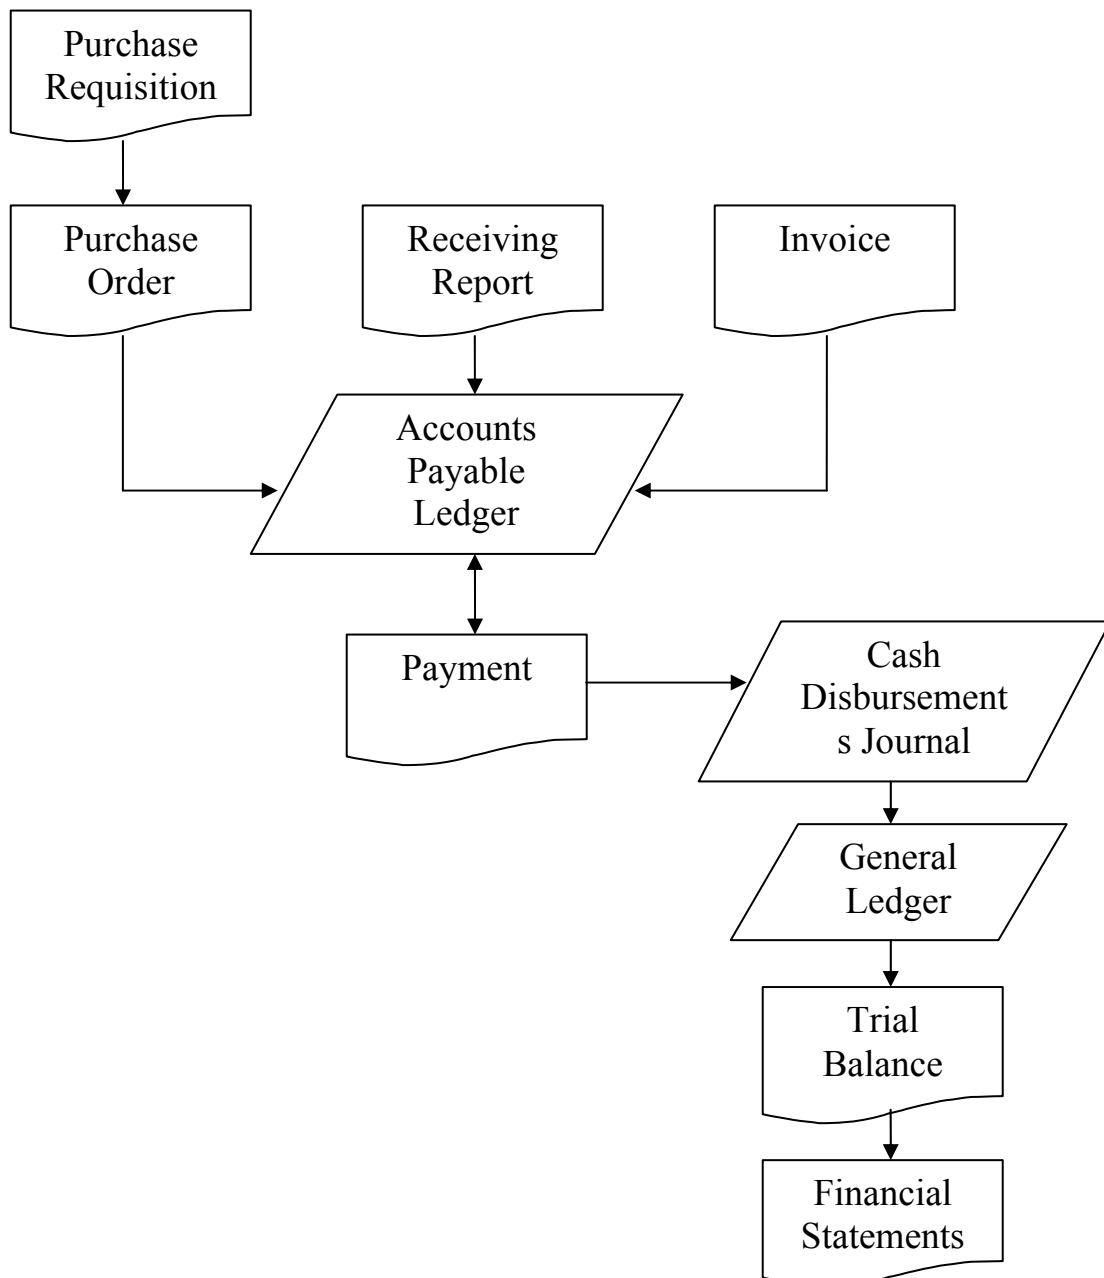 Purchase
Requisition
Purchase
Order
Receiving
Report
Invoice
Accounts
Payable
Ledger
Payment
Cash
Disbursement
s Journal
General
Ledger
Trial
Balance
Financial
Statements